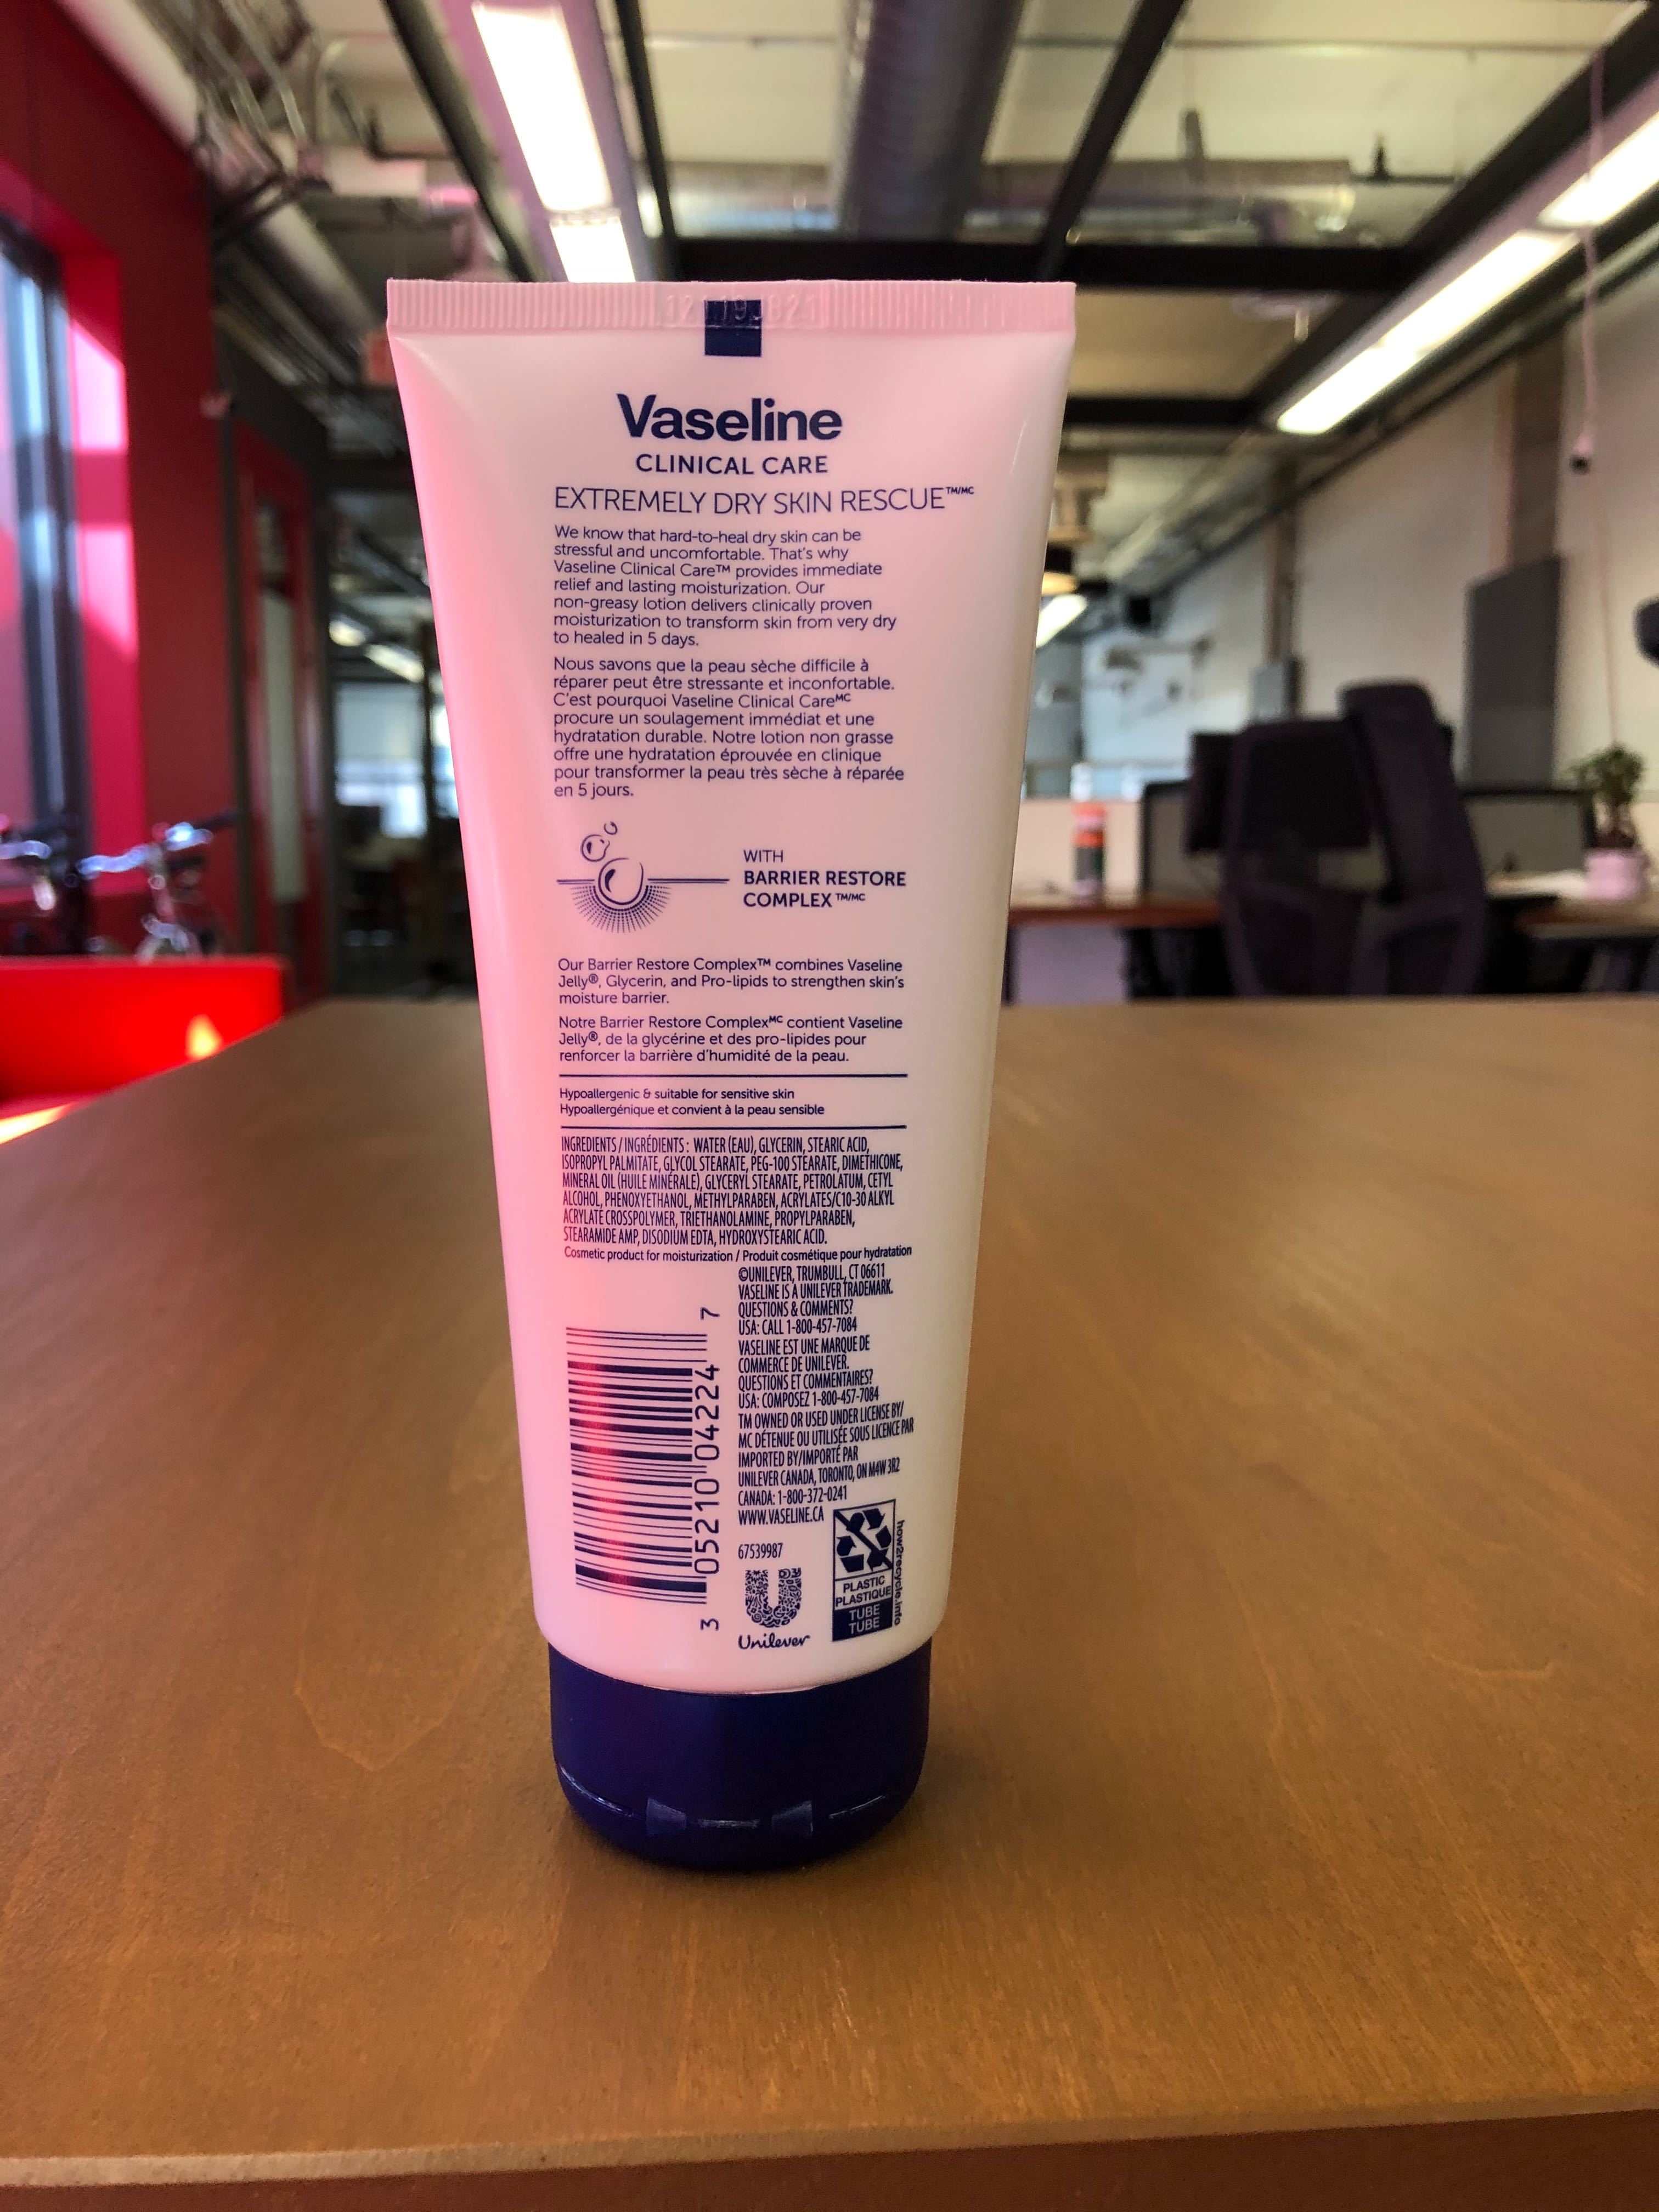 Vaseline
CLINICAL CARE
EXTREMELY DRY SKIN RESCUE™/MC
We know that hard-to-heal dry skin can be
stressful and uncomfortable. That's why
Vaseline Clinical Care™ provides immediate
relief and lasting moisturization. Our
non-greasy lotion delivers clinically proven
moisturization to transform skin from very dry
to healed in 5 days.
Nous savons que la peau sèche difficile à
réparer peut être stressante et inconfortable.
C'est pourquoi Vaseline Clinical Careᴹᶜ
procure un soulagement immédiat et une
hydratation durable. Notre lotion non grasse
offre une hydratation éprouvée en clinique
pour transformer la peau très sèche à réparée
en 5 jours.
WITH
BARRIER RESTORE
COMPLEX™/MC
Our Barrier Restore Complex™ combines Vaseline
Jelly®, Glycerin, and Pro-lipids to strengthen skin's
moisture barrier.
Notre Barrier Restore Complexᴹᶜ contient Vaseline
Jelly®, de la glycérine et des pro-lipides pour
renforcer la barrière d'humidité de la peau.
Hypoallergenic & suitable for sensitive skin
Hypoallergénique et convient à la peau sensible
INGREDIENTS / INGRÉDIENTS : WATER (EAU), GLYCERIN, STEARIC ACID,
ISOPROPYL PALMITATE, GLYCOL STEARATE, PEG-100 STEARATE, DIMETHICONE,
MINERAL OIL (HUILE MINÉRALE), GLYCERYL STEARATE, PETROLATUM, CETYL
ALCOHOL, PHENOXYETHANOL, METHYLPARABEN, ACRYLATES/C10-30 ALKYL
ACRYLATE CROSSPOLYMER, TRIETHANOLAMINE, PROPYLPARABEN,
STEARAMIDE AMP, DISODIUM EDTA, HYDROXYSTEARIC ACID.
Cosmetic product for moisturization / Produit cosmétique pour hydratation
©UNILEVER, TRUMBULL, CT 06611
VASELINE IS A UNILEVER TRADEMARK.
QUESTIONS & COMMENTS?
USA: CALL 1-800-457-7084
VASELINE EST UNE MARQUE DE
COMMERCE DE UNILEVER.
QUESTIONS ET COMMENTAIRES?
USA: COMPOSEZ 1-800-457-7084
TM OWNED OR USED UNDER LICENSE BY/
MC DÉTENUE OU UTILISÉE SOUS LICENCE PAR
IMPORTED BY/IMPORTÉ PAR
UNILEVER CANADA, TORONTO, ON M4W 3R2
CANADA: 1-800-372-0241
WWW.VASELINE.CA
67539987
Unilever
3 05210 04224 7
PLASTIC
PLASTIQUE
TUBE
TUBE
how2recycle.info